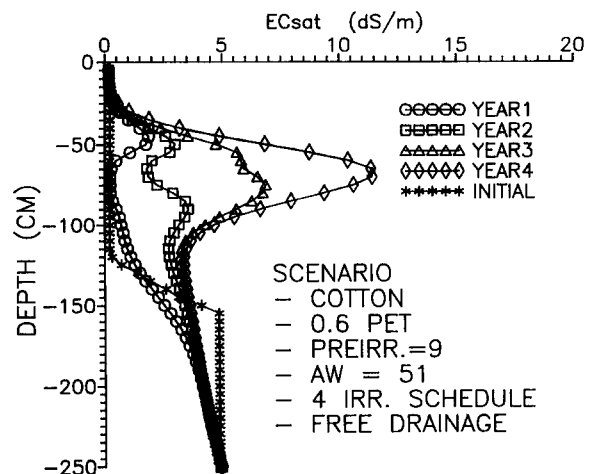 ECsat (dS/m)
0 5 10 15 20
0
-50
-100
-150
-200
-250
DEPTH (CM)
YEAR1
YEAR2
YEAR3
YEAR4
INITIAL
SCENARIO
– COTTON
– 0.6 PET
– PREIRR.=9
– AW = 51
– 4 IRR. SCHEDULE
– FREE DRAINAGE